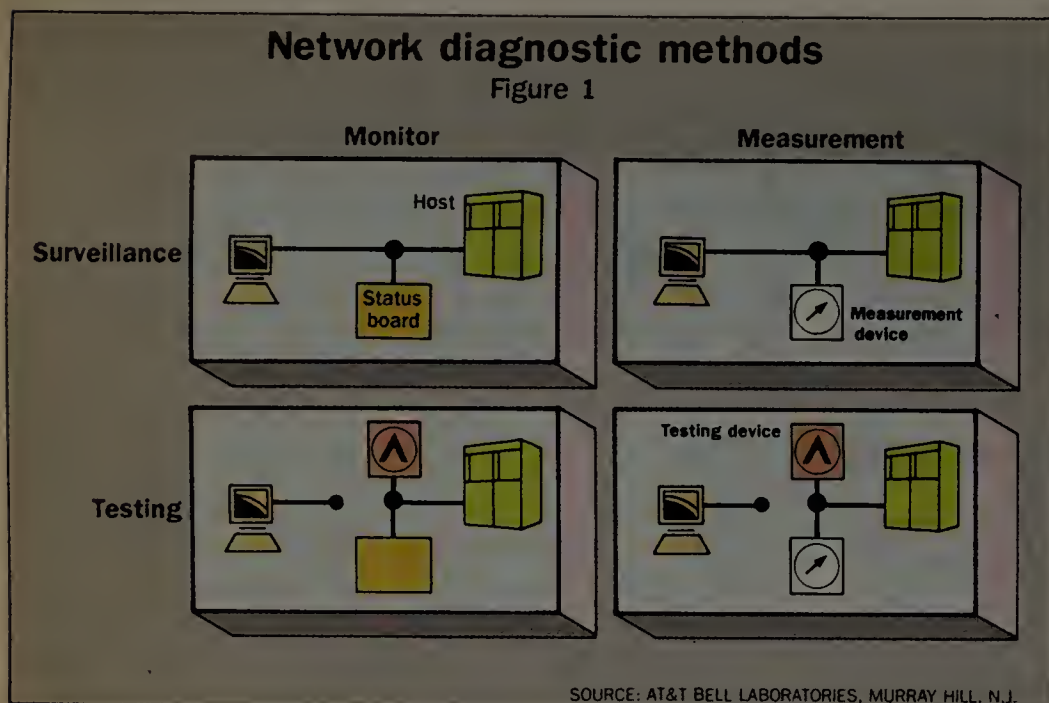 Network diagnostic methods
Figure 1
Monitor
Measurement
Surveillance
Host
Status
board
Measurement
device
Testing
Testing device
SOURCE: AT&T BELL LABORATORIES, MURRAY HILL, N.J.